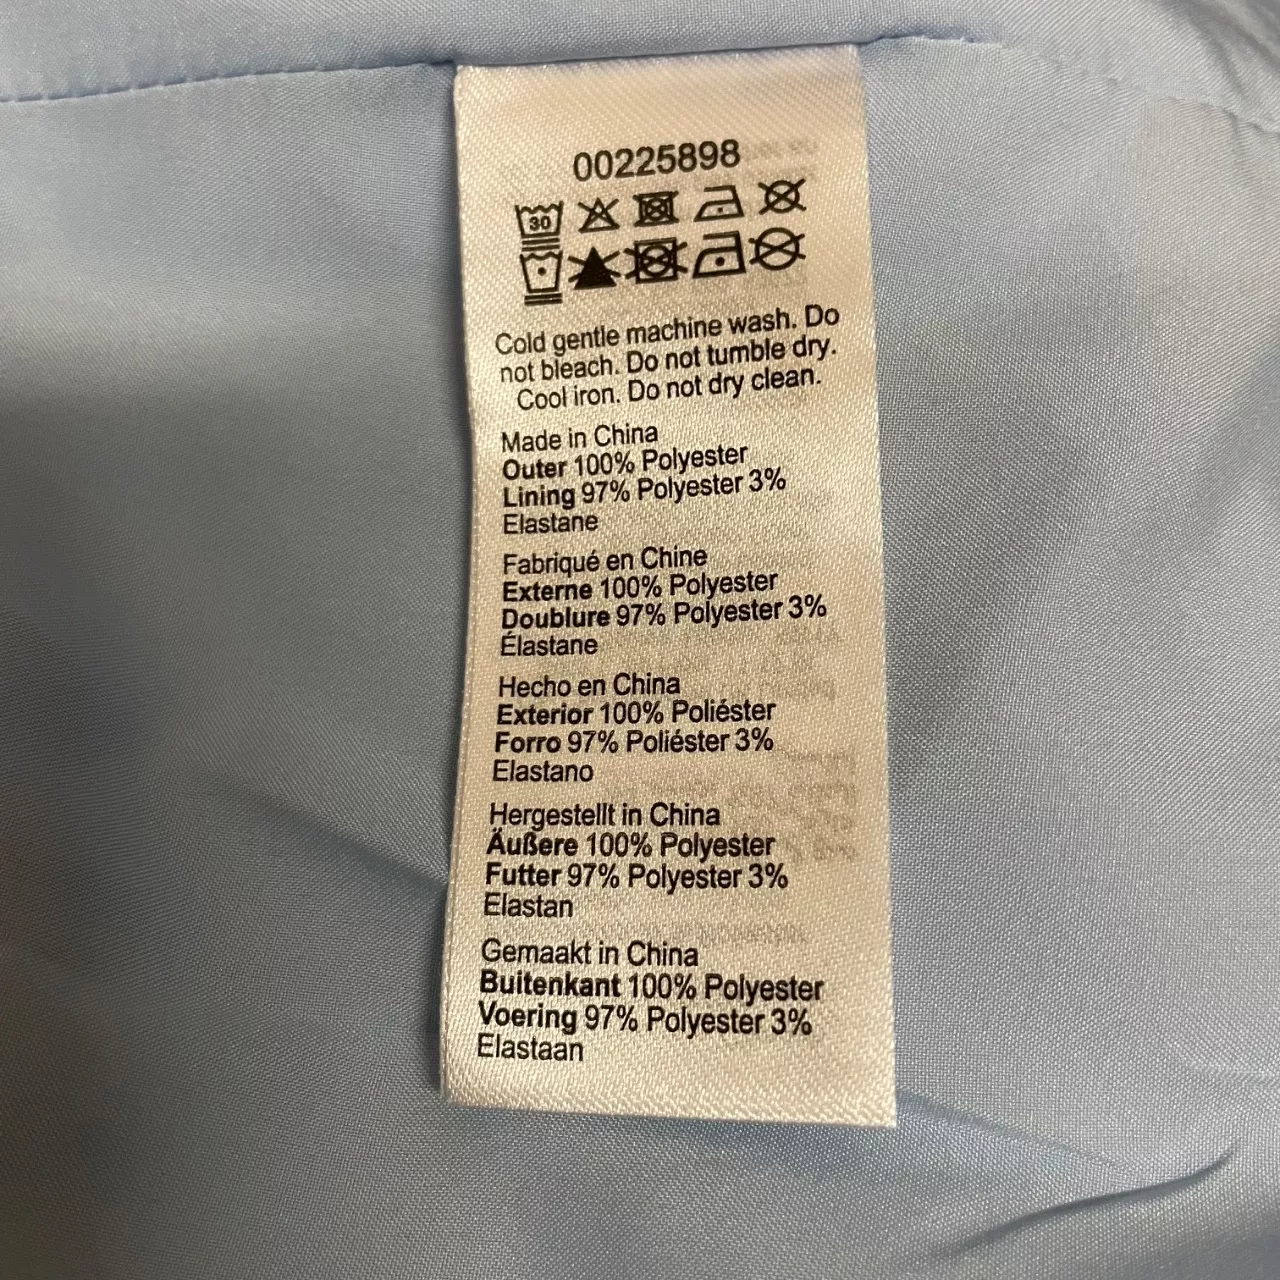 00225898
30
Cold gentle machine wash. Do
not bleach. Do not tumble dry.
Cool iron. Do not dry clean.
Made in China
Outer 100% Polyester
Lining 97% Polyester 3%
Elastane
Fabriqué en Chine
Externe 100% Polyester
Doublure 97% Polyester 3%
Élastane
Hecho en China
Exterior 100% Poliéster
Forro 97% Poliéster 3%
Elastano
Hergestellt in China
Äußere 100% Polyester
Futter 97% Polyester 3%
Elastan
Gemaakt in China
Buitenkant 100% Polyester
Voering 97% Polyester 3%
Elastaan